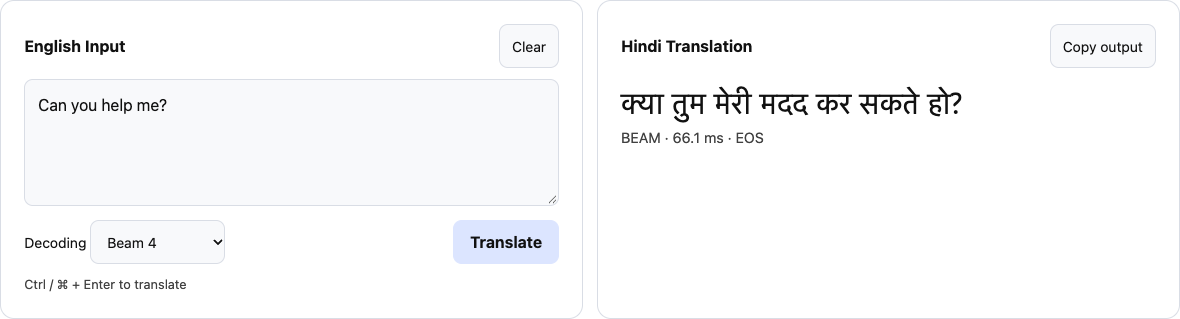 English Input
Clear
Can you help me?
Decoding Beam 4
Translate
Ctrl / ⌘ + Enter to translate
Hindi Translation
Copy output
क्या तुम मेरी मदद कर सकते हो?
BEAM · 66.1 ms · EOS